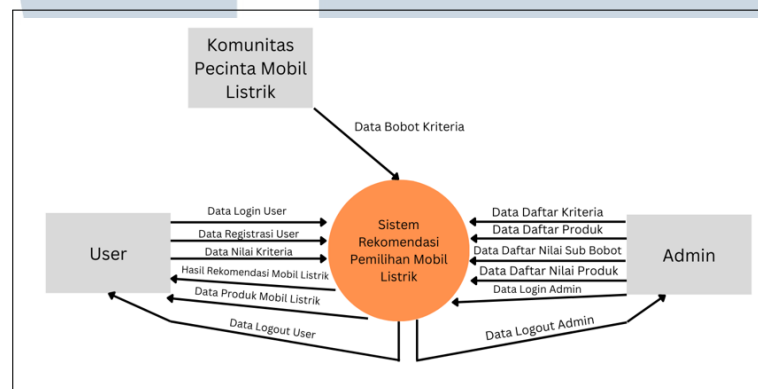 Komunitas
Pecinta Mobil
Listrik
Data Bobot Kriteria
Data Login User
Data Registrasi User
Data Nilai Kriteria
Hasil Rekomendasi Mobil Listrik
Data Produk Mobil Listrik
Data Logout User
User
Sistem
Rekomendasi
Pemilihan Mobil
Listrik
Data Daftar Kriteria
Data Daftar Produk
Data Daftar Nilai Sub Bobot
Data Daftar Nilai Produk
Data Login Admin
Data Logout Admin
Admin